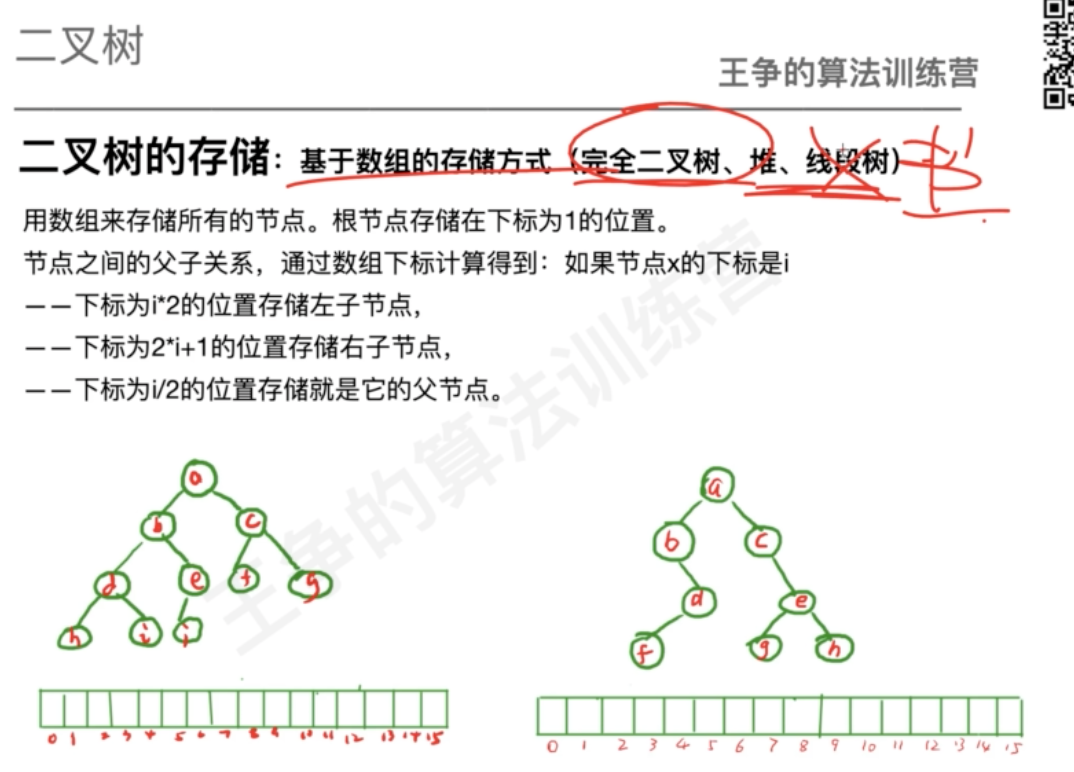 二叉树
王争的算法训练营
二叉树的存储：基于数组的存储方式（完全二叉树、堆、线段树）
用数组来存储所有的节点。根节点存储在下标为1的位置。
节点之间的父子关系，通过数组下标计算得到：如果节点x的下标是i
——下标为i*2的位置存储左子节点，
——下标为2*i+1的位置存储右子节点，
——下标为i/2的位置存储就是它的父节点。
王争的算法训练营
a
b c
d e f g
h i j
0 1 2 3 4 5 6 7 8 9 10 11 12 13 14 15
a
b c
d e
f g h
0 1 2 3 4 5 6 7 8 9 10 11 12 13 14 15